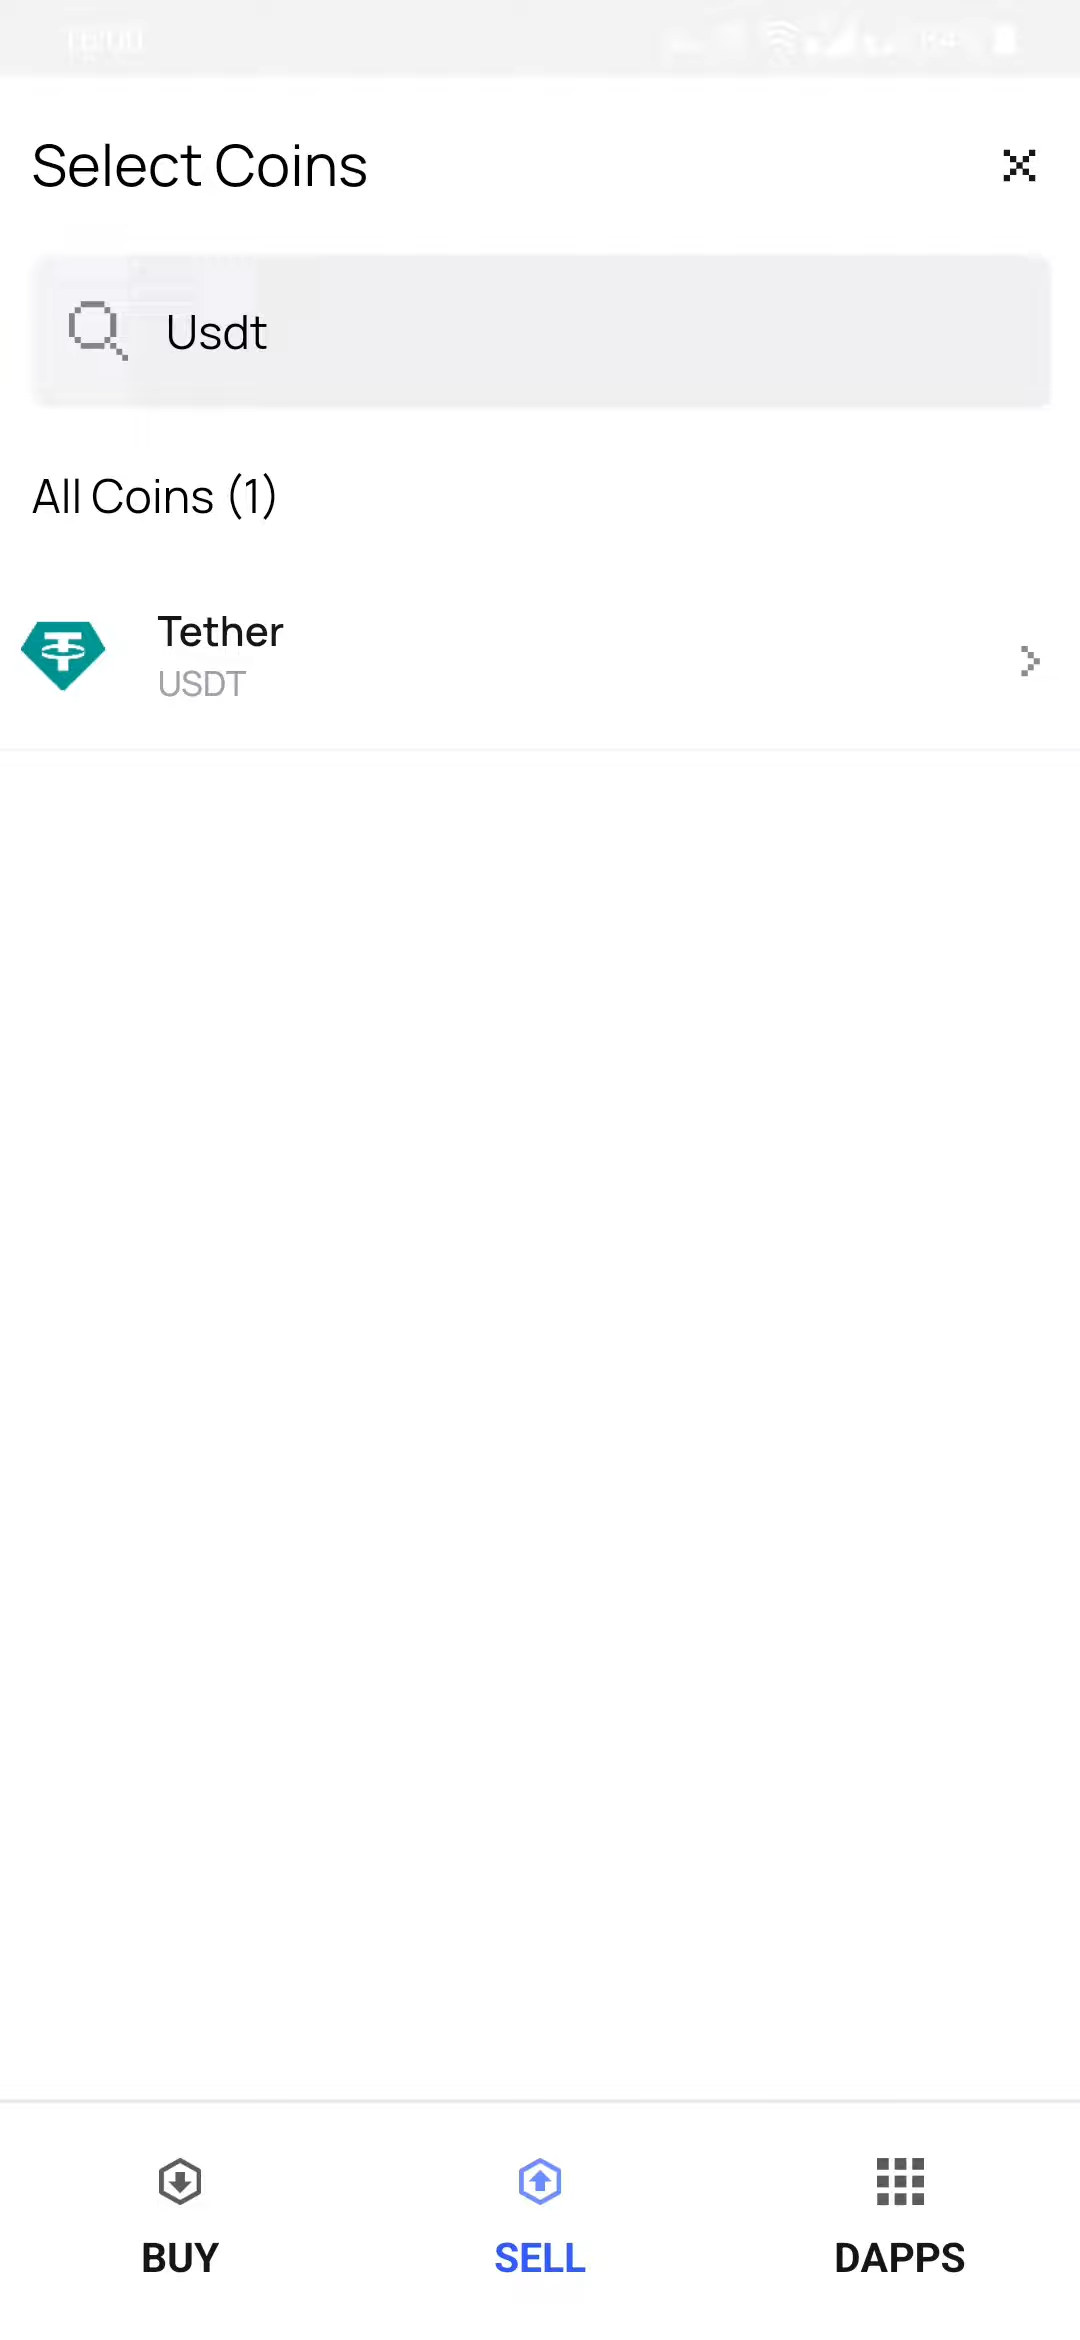 Select Coins
Usdt
All Coins (1)
Tether
USDT
BUY
SELL
DAPPS